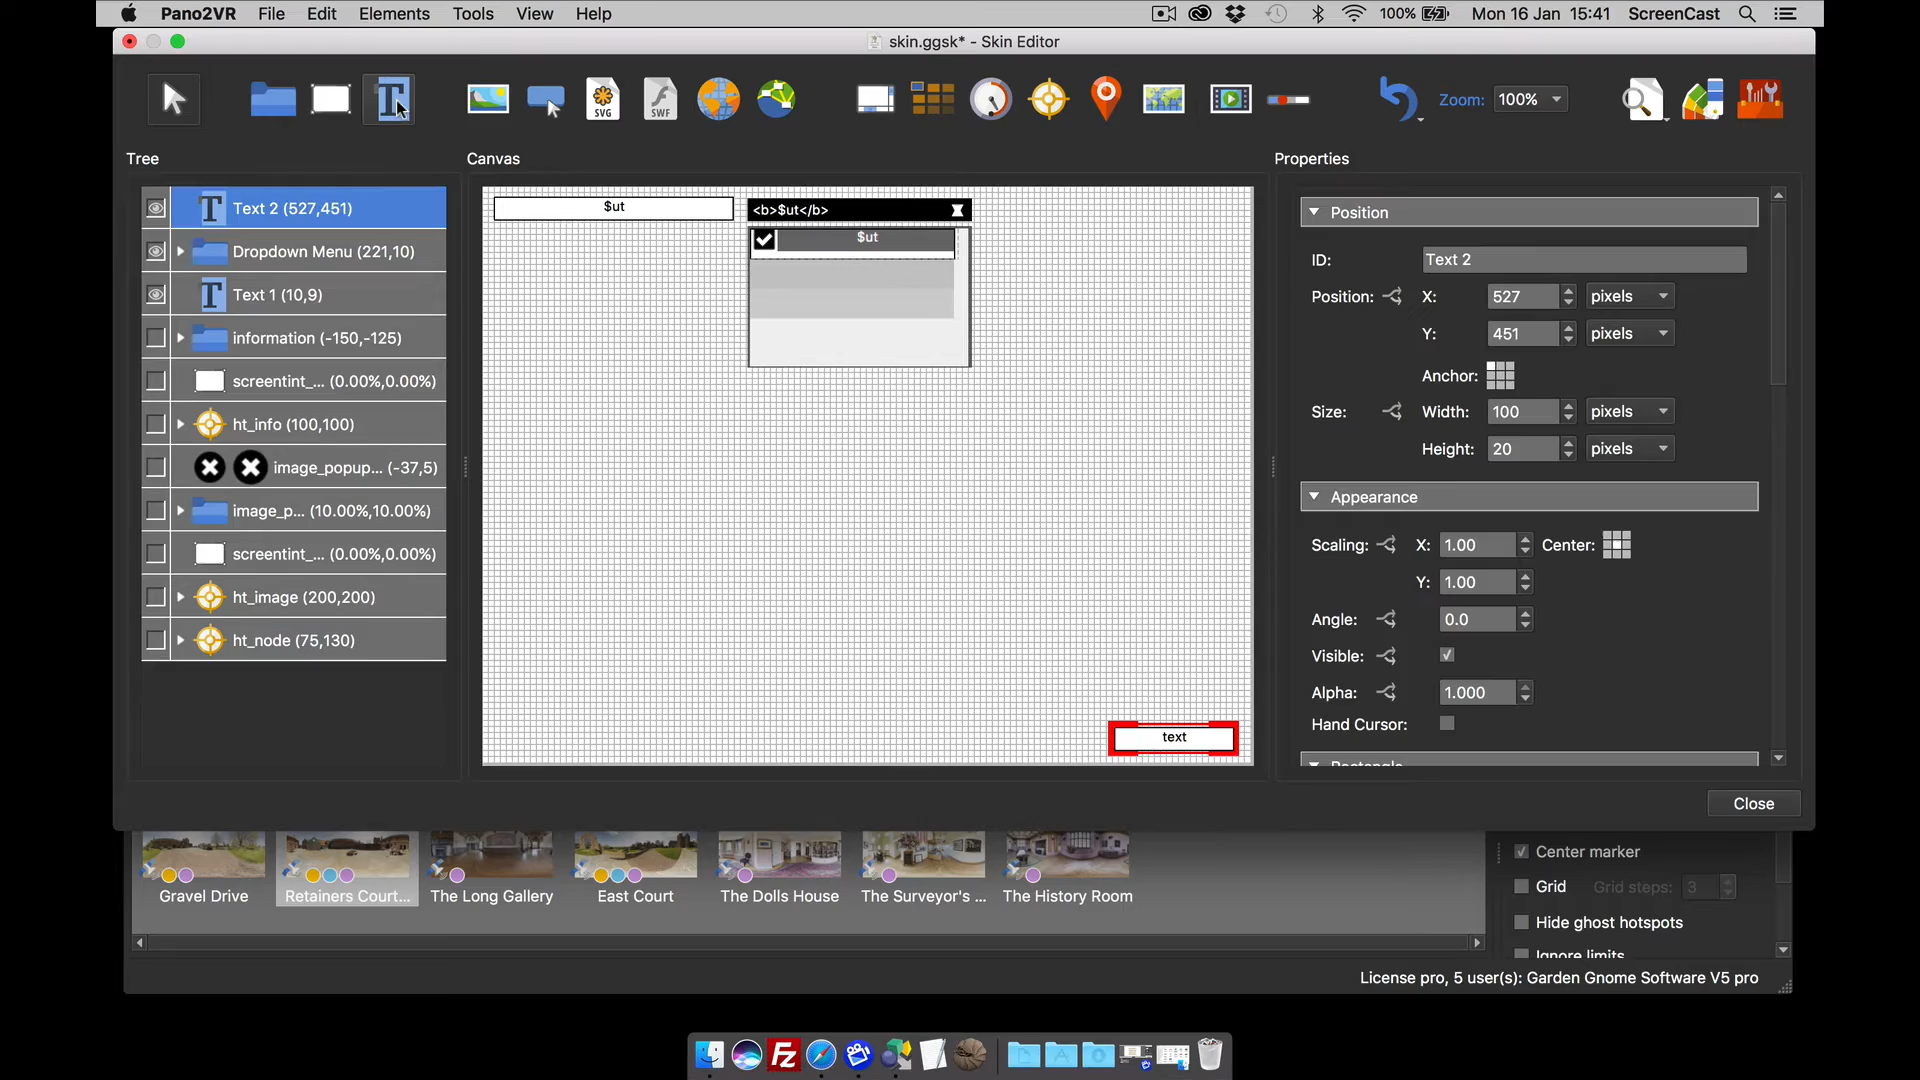 Pano2VR File Edit Elements Tools View Help 100% Mon 16 Jan 15:41 ScreenCast
skin.ggsk* - Skin Editor
SVG SWF Zoom: 100%
Tree Canvas Properties
Text 2 (527,451)
Dropdown Menu (221,10)
Text 1 (10,9)
information (-150,-125)
screentint_... (0.00%,0.00%)
ht_info (100,100)
image_popup... (-37,5)
image_p... (10.00%,10.00%)
screentint_... (0.00%,0.00%)
ht_image (200,200)
ht_node (75,130)
$ut
<b>$ut</b>
$ut
text
Position
ID: Text 2
Position: X: 527 pixels
Y: 451 pixels
Anchor:
Size: Width: 100 pixels
Height: 20 pixels
Appearance
Scaling: X: 1.00 Center:
Y: 1.00
Angle: 0.0
Visible:
Alpha: 1.000
Hand Cursor:
Rectangle
Close
Gravel Drive
Retainers Court...
The Long Gallery
East Court
The Dolls House
The Surveyor's ...
The History Room
Center marker
Grid Grid steps: 3
Hide ghost hotspots
Ignore limits
License pro, 5 user(s): Garden Gnome Software V5 pro